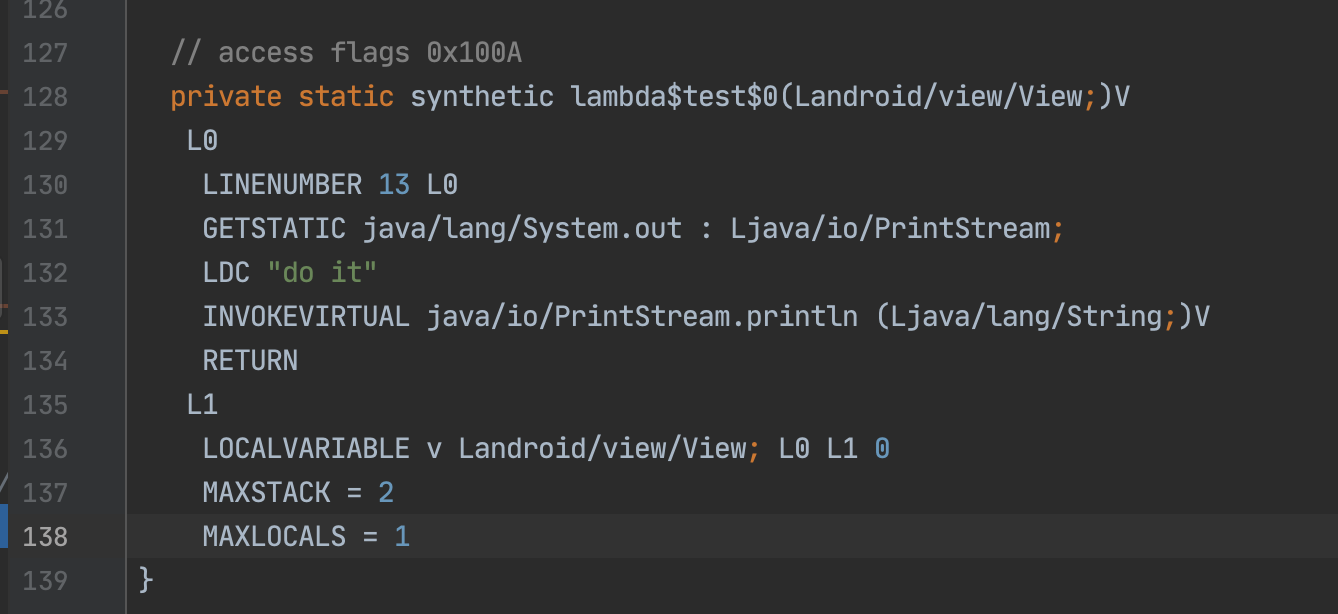 126
127 // access flags 0x100A
128 private static synthetic lambda$test$0(Landroid/view/View;)V
129 L0
130 LINENUMBER 13 L0
131 GETSTATIC java/lang/System.out : Ljava/io/PrintStream;
132 LDC "do it"
133 INVOKEVIRTUAL java/io/PrintStream.println (Ljava/lang/String;)V
134 RETURN
135 L1
136 LOCALVARIABLE v Landroid/view/View; L0 L1 0
137 MAXSTACK = 2
138 MAXLOCALS = 1
139 }